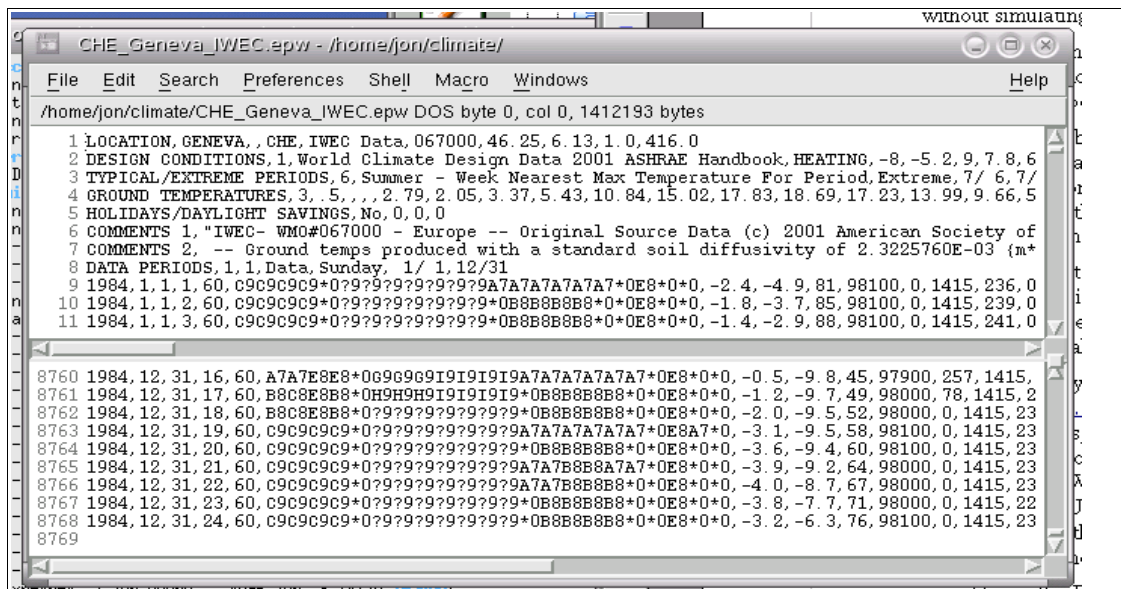 without simulating
CHE_Geneva_IWEC.epw - /home/jon/climate/
File Edit Search Preferences Shell Macro Windows Help
/home/jon/climate/CHE_Geneva_IWEC.epw DOS byte 0, col 0, 1412193 bytes
1 LOCATION,GENEVA,,CHE,IWEC Data,067000,46.25,6.13,1.0,416.0
2 DESIGN CONDITIONS,1,World Climate Design Data 2001 ASHRAE Handbook,HEATING,-8,-5.2,9,7.8,6
3 TYPICAL/EXTREME PERIODS,6,Summer - Week Nearest Max Temperature For Period,Extreme,7/ 6,7/
4 GROUND TEMPERATURES,3,.5,,,,2.79,2.05,3.37,5.43,10.84,15.02,17.83,18.69,17.23,13.99,9.66,5
5 HOLIDAYS/DAYLIGHT SAVINGS,No,0,0,0
6 COMMENTS 1,"IWEC- WMO#067000 - Europe -- Original Source Data (c) 2001 American Society of
7 COMMENTS 2, -- Ground temps produced with a standard soil diffusivity of 2.3225760E-03 {m*
8 DATA PERIODS,1,1,Data,Sunday, 1/ 1,12/31
9 1984,1,1,1,60,C9C9C9C9*0?9?9?9?9?9?9?9A7A7A7A7A7A7*0E8*0*0,-2.4,-4.9,81,98100,0,1415,236,0
10 1984,1,1,2,60,C9C9C9C9*0?9?9?9?9?9?9?9*0B8B8B8B8*0*0E8*0*0,-1.8,-3.7,85,98100,0,1415,239,0
11 1984,1,1,3,60,C9C9C9C9*0?9?9?9?9?9?9?9*0B8B8B8B8*0*0E8*0*0,-1.4,-2.9,88,98100,0,1415,241,0
8760 1984,12,31,16,60,A7A7E8E8*0G9G9G9I9I9I9I9A7A7A7A7A7A7*0E8*0*0,-0.5,-9.8,45,97900,257,1415,
8761 1984,12,31,17,60,B8C8E8B8*0H9H9H9I9I9I9I9*0B8B8B8B8*0*0E8*0*0,-1.2,-9.7,49,98000,78,1415,2
8762 1984,12,31,18,60,B8C8E8B8*0?9?9?9?9?9?9?9*0B8B8B8B8*0*0E8*0*0,-2.0,-9.5,52,98000,0,1415,23
8763 1984,12,31,19,60,C9C9C9C9*0?9?9?9?9?9?9?9A7A7A7A7A7A7*0E8A7*0,-3.1,-9.5,58,98100,0,1415,23
8764 1984,12,31,20,60,C9C9C9C9*0?9?9?9?9?9?9?9*0B8B8B8B8*0*0E8*0*0,-3.6,-9.4,60,98100,0,1415,23
8765 1984,12,31,21,60,C9C9C9C9*0?9?9?9?9?9?9?9A7A7B8B8A7A7*0E8*0*0,-3.9,-9.2,64,98000,0,1415,23
8766 1984,12,31,22,60,C9C9C9C9*0?9?9?9?9?9?9?9A7A7B8B8B8*0*0E8*0*0,-4.0,-8.7,67,98000,0,1415,23
8767 1984,12,31,23,60,C9C9C9C9*0?9?9?9?9?9?9?9*0B8B8B8B8*0*0E8*0*0,-3.8,-7.7,71,98000,0,1415,22
8768 1984,12,31,24,60,C9C9C9C9*0?9?9?9?9?9?9?9*0B8B8B8B8*0*0E8*0*0,-3.2,-6.3,76,98100,0,1415,23
8769